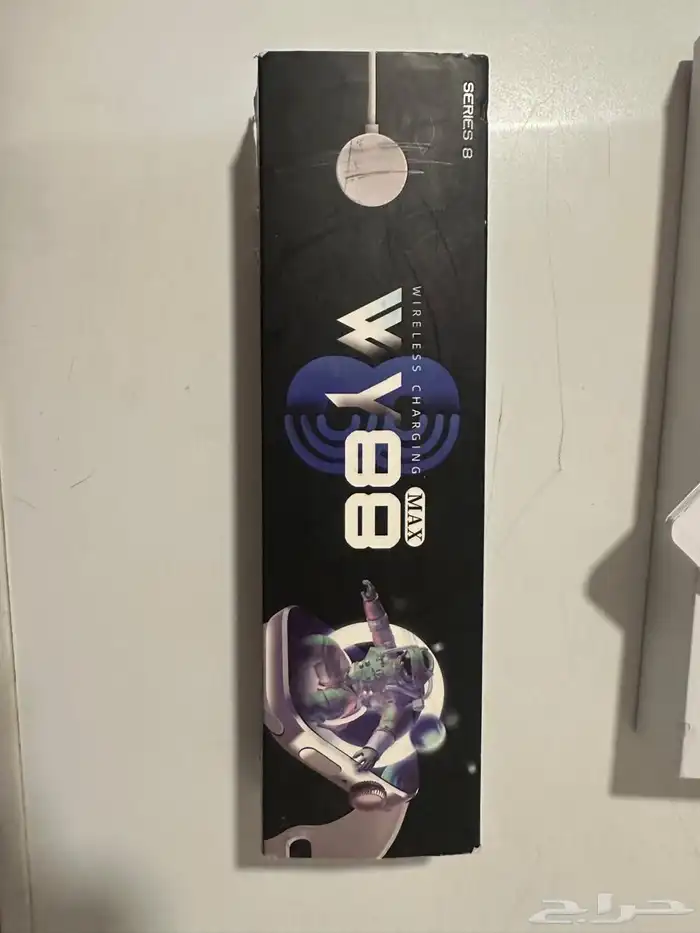 SERIES 8
WIRELESS CHARGING
WY88
MAX
حراج